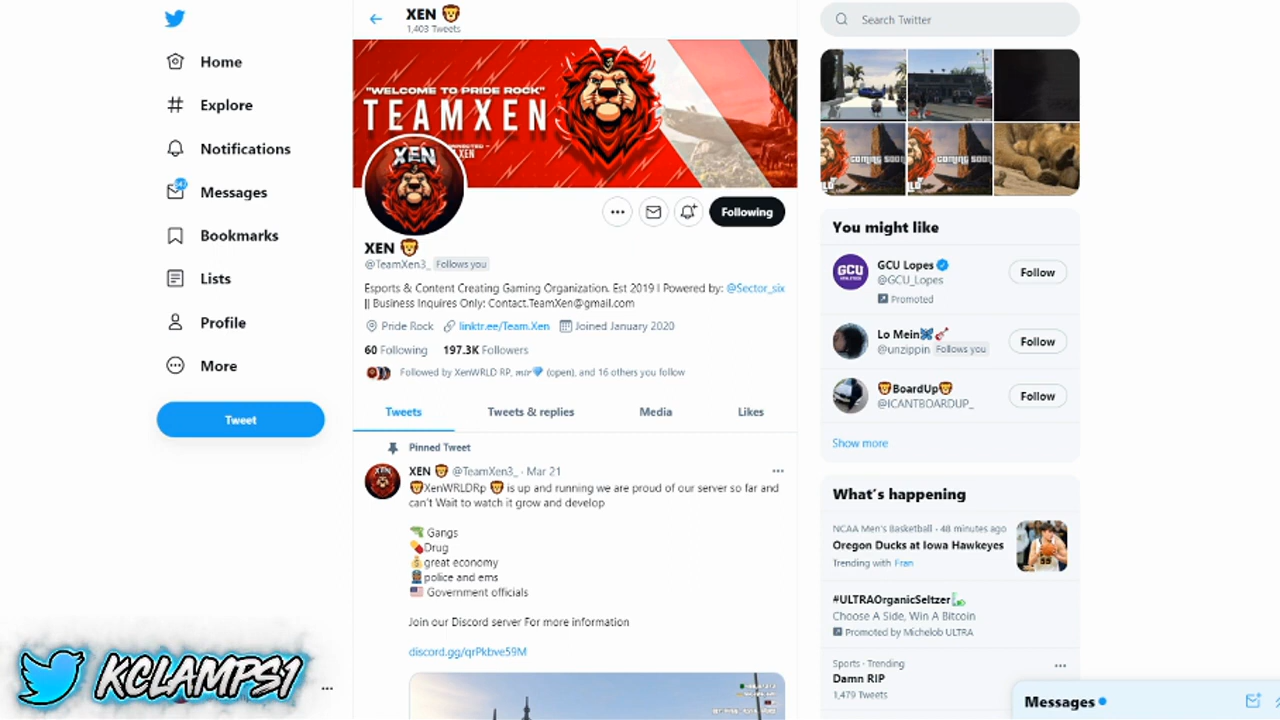 XEN 🦁
1,403 Tweets
Home
Explore
Notifications
Messages
Bookmarks
Lists
Profile
More
Tweet
"WELCOME TO PRIDE ROCK"
TEAMXEN
XEN
Following
XEN 🦁
@TeamXen3_ Follows you
Esports & Content Creating Gaming Organization. Est 2019 I Powered by: @Sector_six
|| Business Inquires Only: Contact.TeamXen@gmail.com
Pride Rock linktr.ee/Team.Xen Joined January 2020
60 Following 197.3K Followers
Followed by XenWRLD RP, mir💎 (open), and 16 others you follow
Tweets Tweets & replies Media Likes
Pinned Tweet
XEN 🦁 @TeamXen3_ · Mar 21
🦁XenWRLDRp 🦁 is up and running we are proud of our server so far and
can't Wait to watch it grow and develop
🔫 Gangs
💊Drug
💰great economy
👮police and ems
🇺🇸 Government officials
Join our Discord server For more information
discord.gg/qrPkbve59M
Search Twitter
COMING SOON
COMING SOON
You might like
GCU Lopes
@GCU_Lopes
Promoted
Follow
Lo Mein🦋🎸
@unzippin Follows you
Follow
🦁BoardUp🦁
@ICANTBOARDUP_
Follow
Show more
What's happening
NCAA Men's Basketball · 48 minutes ago
Oregon Ducks at Iowa Hawkeyes
Trending with Fran
#ULTRAOrganicSeltzer
Choose A Side, Win A Bitcoin
Promoted by Michelob ULTRA
Sports · Trending
Damn RIP
1,479 Tweets
Messages
KCLAMPS1